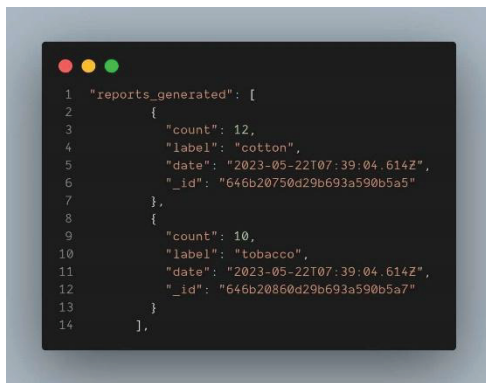 1 "reports_generated": [
2 {
3 "count": 12,
4 "label": "cotton",
5 "date": "2023-05-22T07:39:04.614Z",
6 "_id": "646b20750d29b693a590b5a5"
7 },
8 {
9 "count": 10,
10 "label": "tobacco",
11 "date": "2023-05-22T07:39:04.614Z",
12 "_id": "646b20860d29b693a590b5a7"
13 }
14 ],